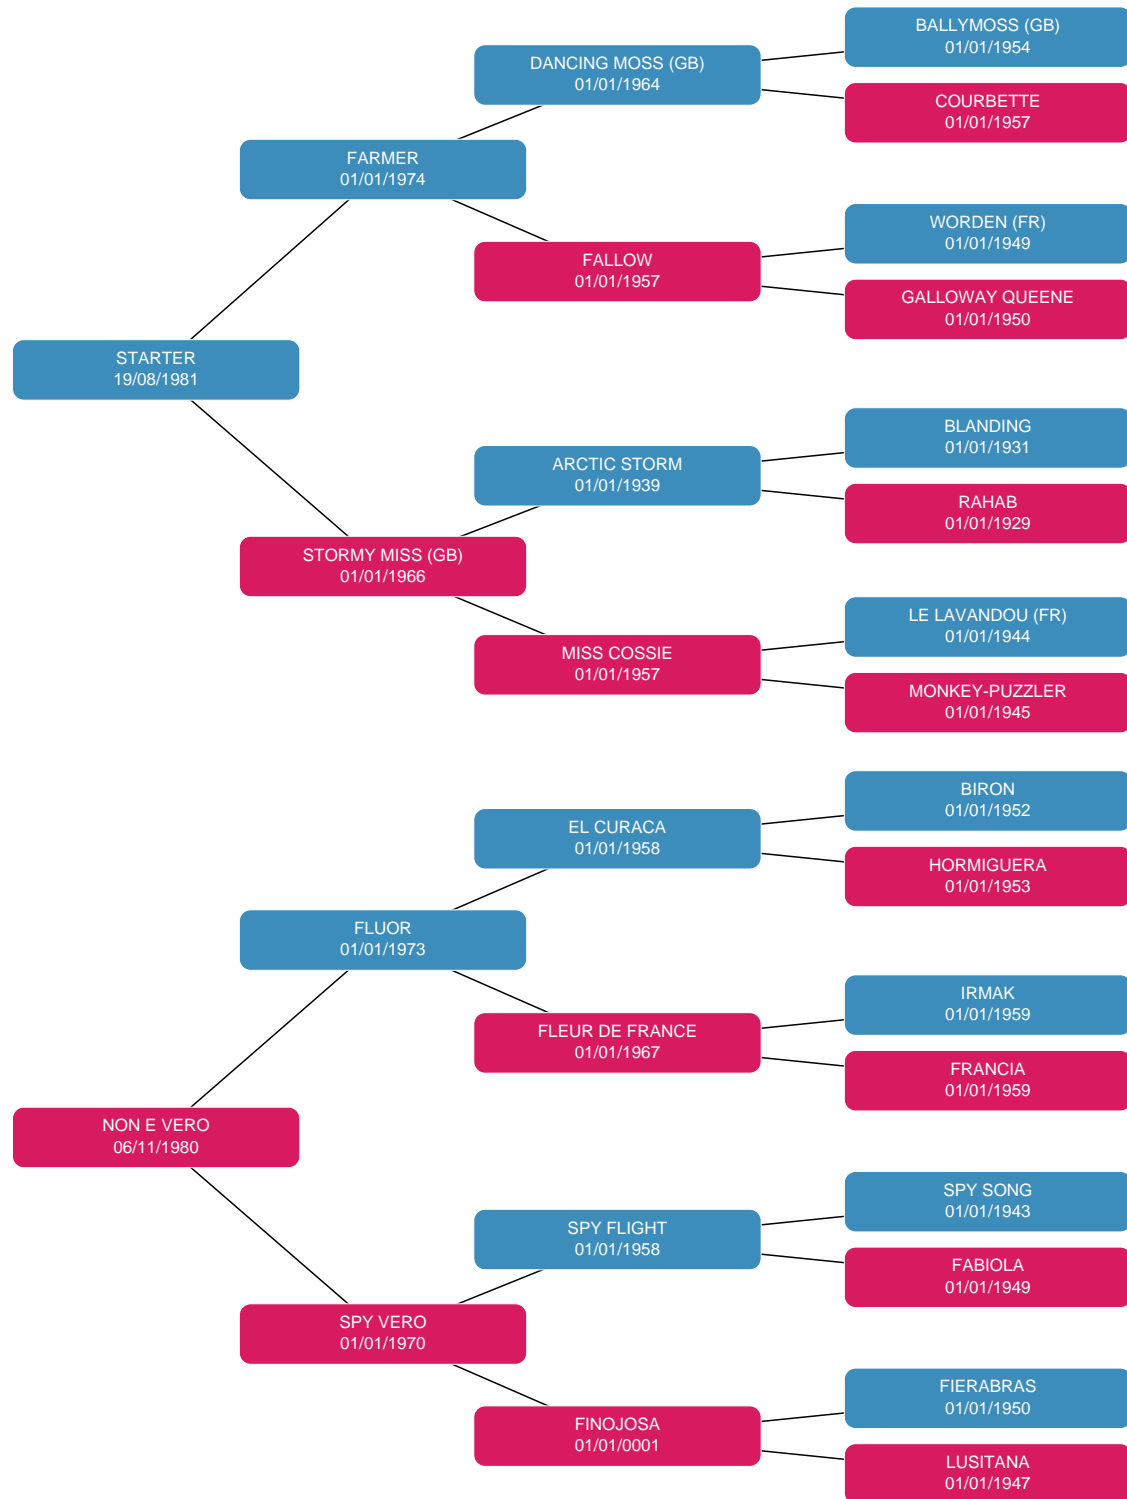 BALLYMOSS (GB)
01/01/1954
DANCING MOSS (GB)
01/01/1964
COURBETTE
01/01/1957
FARMER
01/01/1974
WORDEN (FR)
01/01/1949
FALLOW
01/01/1957
GALLOWAY QUEENE
01/01/1950
STARTER
19/08/1981
BLANDING
01/01/1931
ARCTIC STORM
01/01/1939
RAHAB
01/01/1929
STORMY MISS (GB)
01/01/1966
LE LAVANDOU (FR)
01/01/1944
MISS COSSIE
01/01/1957
MONKEY-PUZZLER
01/01/1945
BIRON
01/01/1952
EL CURACA
01/01/1958
HORMIGUERA
01/01/1953
FLUOR
01/01/1973
IRMAK
01/01/1959
FLEUR DE FRANCE
01/01/1967
FRANCIA
01/01/1959
NON E VERO
06/11/1980
SPY SONG
01/01/1943
SPY FLIGHT
01/01/1958
FABIOLA
01/01/1949
SPY VERO
01/01/1970
FIERABRAS
01/01/1950
FINOJOSA
01/01/0001
LUSITANA
01/01/1947